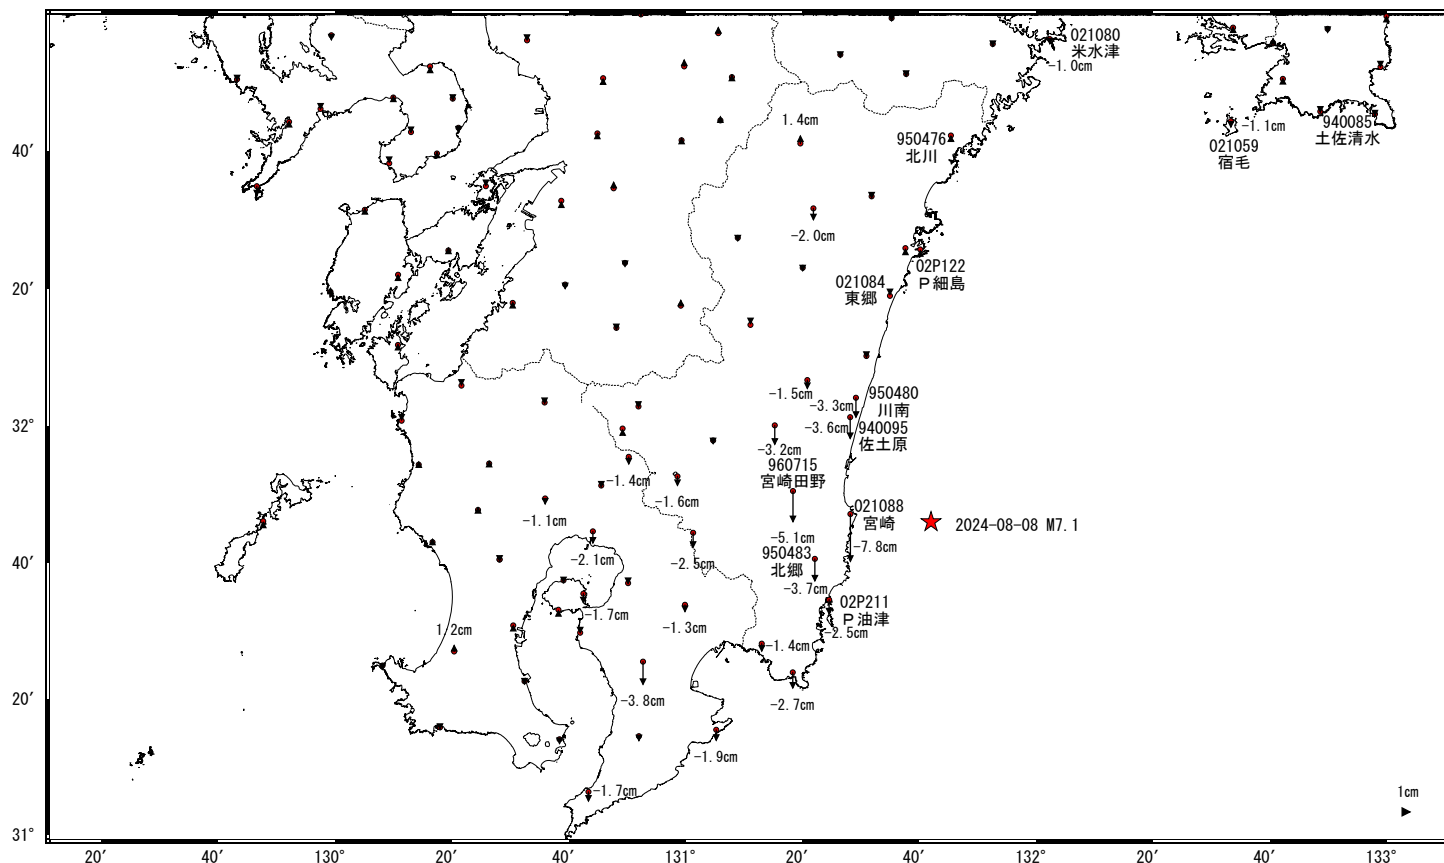 021080
米水津
-1.0cm
1.4cm
950476
北川
-1.1cm
940085
土佐清水
021059
宿毛
40′
-2.0cm
02P122
P細島
021084
東郷
20′
-1.5cm
950480
川南
-3.3cm
-3.6cm
940095
佐土原
32°
-3.2cm
960715
宮崎田野
-1.4cm
-1.6cm
021088
宮崎
2024-08-08 M7.1
-1.1cm
-5.1cm
-7.8cm
-2.1cm
-2.5cm
950483
北郷
40′
-3.7cm
-1.7cm
02P211
P油津
-1.3cm
1.2cm
-2.5cm
-1.4cm
-3.8cm
-2.7cm
20′
-1.9cm
-1.7cm
1cm
31°
20′
40′
130°
20′
40′
131°
20′
40′
132°
20′
40′
133°